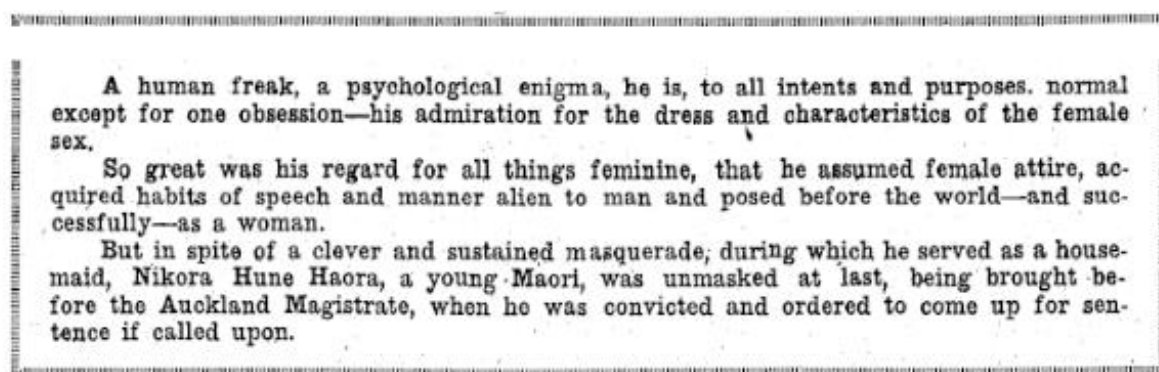 A human freak, a psychological enigma, he is, to all intents and purposes. normal
except for one obsession—his admiration for the dress and characteristics of the female
sex.
So great was his regard for all things feminine, that he assumed female attire, ac-
quired habits of speech and manner alien to man and posed before the world—and suc-
cessfully—as a woman.
But in spite of a clever and sustained masquerade, during which he served as a house-
maid, Nikora Hune Haora, a young Maori, was unmasked at last, being brought be-
fore the Auckland Magistrate, when he was convicted and ordered to come up for sen-
tence if called upon.